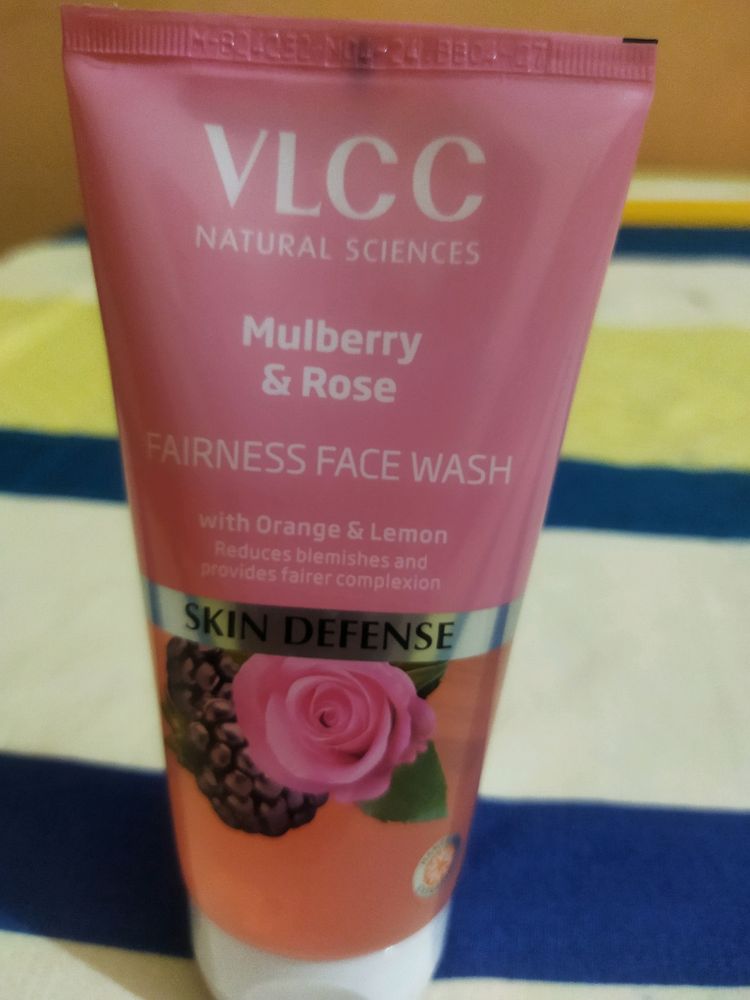 VLCC
NATURAL SCIENCES
Mulberry
& Rose
FAIRNESS FACE WASH
with Orange & Lemon
Reduces blemishes and
provides fairer complexion
SKIN DEFENSE